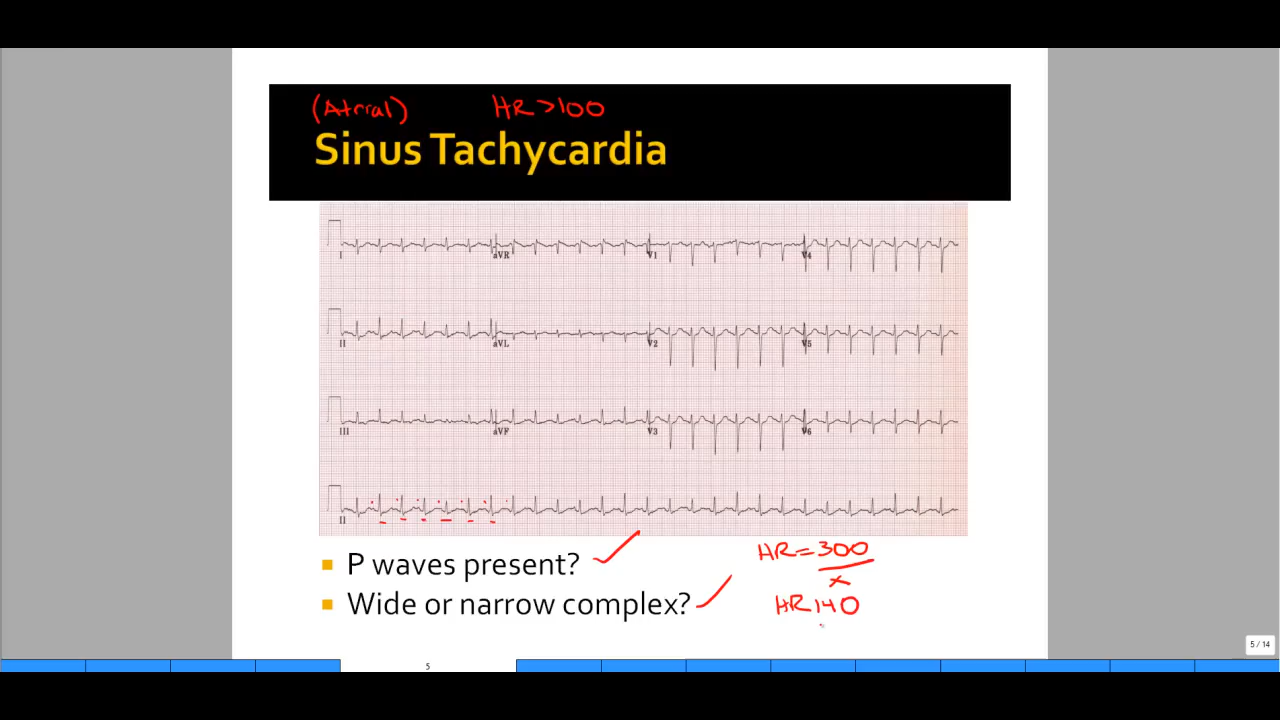 (Atrial) HR >100
Sinus Tachycardia
I aVR V1 V4
II aVL V2 V5
III aVF V3 V6
II
P waves present?
Wide or narrow complex?
HR = 300
x
HR 140
5
5 / 14